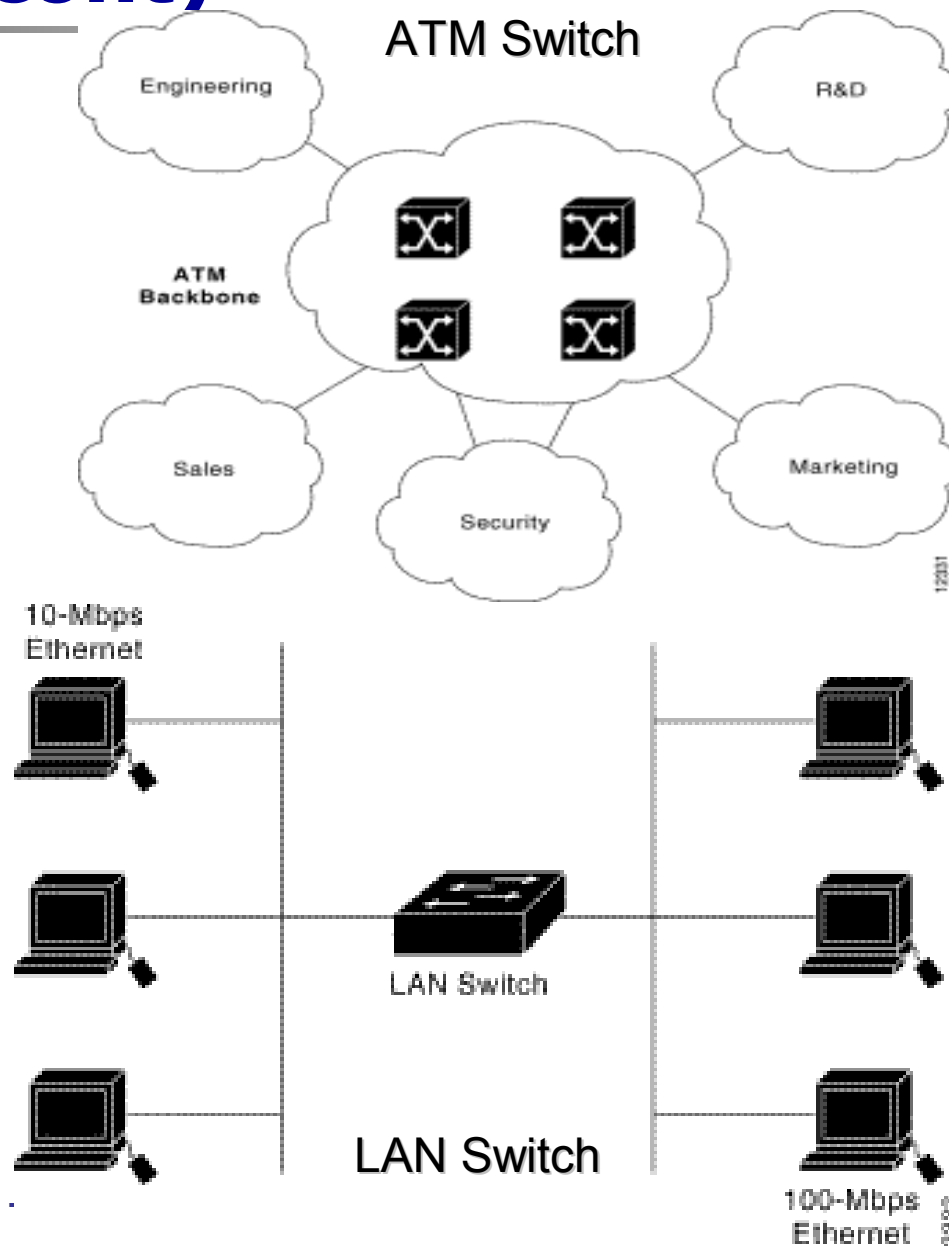 ATM Switch
Engineering
R&D
ATM
Backbone
Sales
Security
Marketing
12331
10-Mbps
Ethernet
LAN Switch
LAN Switch
100-Mbps
Ethernet